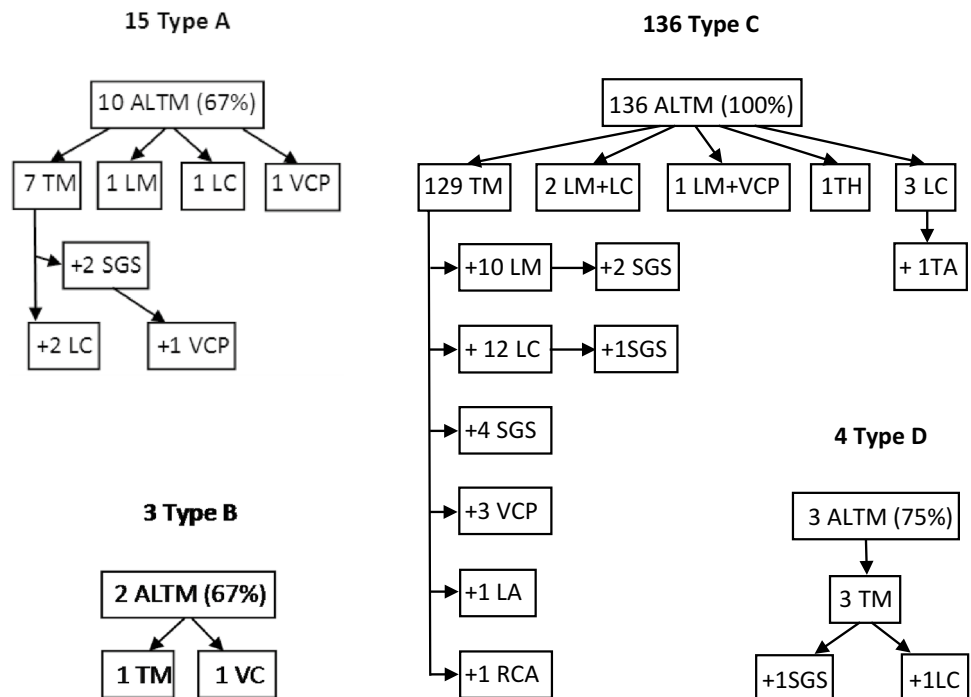 15 Type A
10 ALTM (67%)
7 TM
1 LM
1 LC
1 VCP
+2 SGS
+2 LC
+1 VCP
3 Type B
2 ALTM (67%)
1 TM
1 VC
136 Type C
136 ALTM (100%)
129 TM
2 LM+LC
1 LM+VCP
1TH
3 LC
+ 1TA
+10 LM
+2 SGS
+ 12 LC
+1SGS
+4 SGS
+3 VCP
+1 LA
+1 RCA
4 Type D
3 ALTM (75%)
3 TM
+1SGS
+1LC